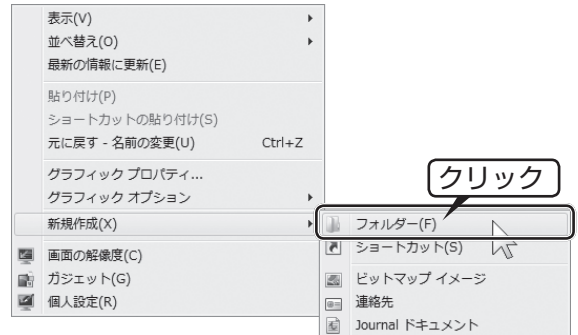 表示(V)
並べ替え(O)
最新の情報に更新(E)
貼り付け(P)
ショートカットの貼り付け(S)
元に戻す - 名前の変更(U) Ctrl+Z
グラフィック プロパティ...
グラフィック オプション
新規作成(X)
画面の解像度(C)
ガジェット(G)
個人設定(R)
クリック
フォルダー(F)
ショートカット(S)
ビットマップ イメージ
連絡先
Journal ドキュメント